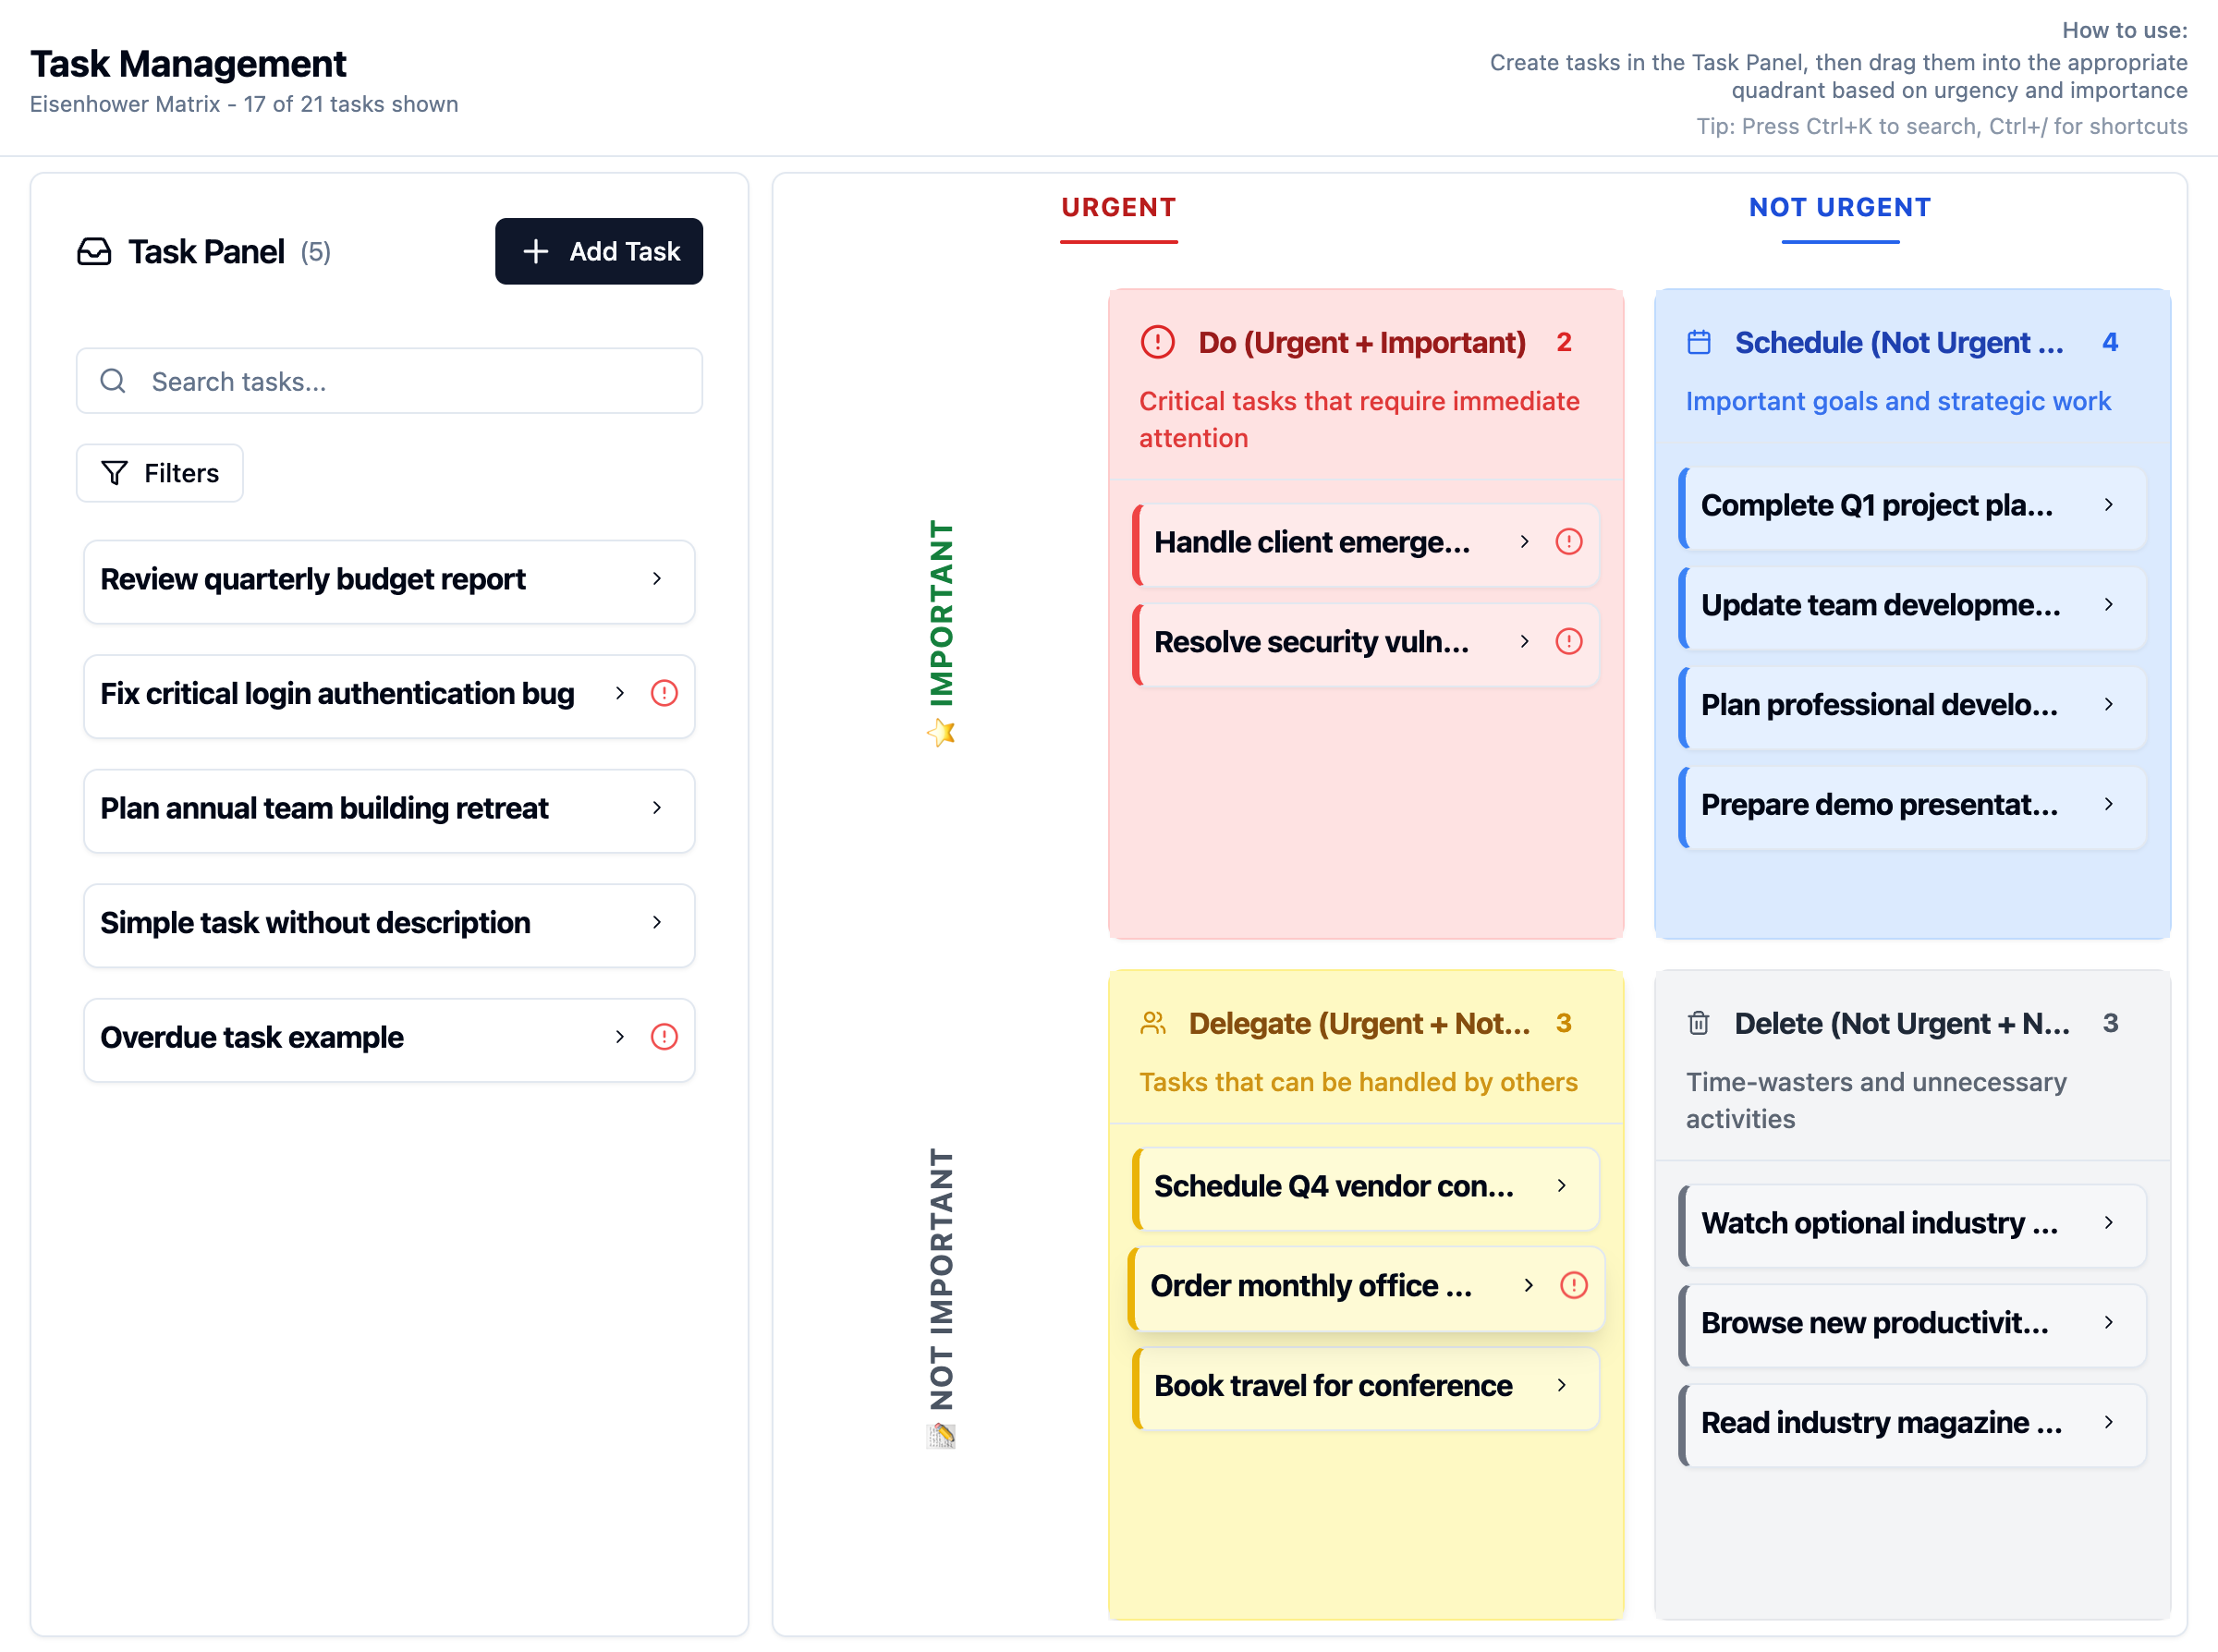 Task Management
Eisenhower Matrix - 17 of 21 tasks shown
How to use:
Create tasks in the Task Panel, then drag them into the appropriate
quadrant based on urgency and importance
Tip: Press Ctrl+K to search, Ctrl+/ for shortcuts
Task Panel (5)
Add Task
Search tasks...
Filters
Review quarterly budget report
Fix critical login authentication bug
Plan annual team building retreat
Simple task without description
Overdue task example
URGENT
NOT URGENT
IMPORTANT
Do (Urgent + Important) 2
Critical tasks that require immediate
attention
Handle client emerge...
Resolve security vuln...
Schedule (Not Urgent ... 4
Important goals and strategic work
Complete Q1 project pla...
Update team developme...
Plan professional develo...
Prepare demo presentat...
NOT IMPORTANT
Delegate (Urgent + Not... 3
Tasks that can be handled by others
Schedule Q4 vendor con...
Order monthly office ...
Book travel for conference
Delete (Not Urgent + N... 3
Time-wasters and unnecessary
activities
Watch optional industry ...
Browse new productivit...
Read industry magazine ...